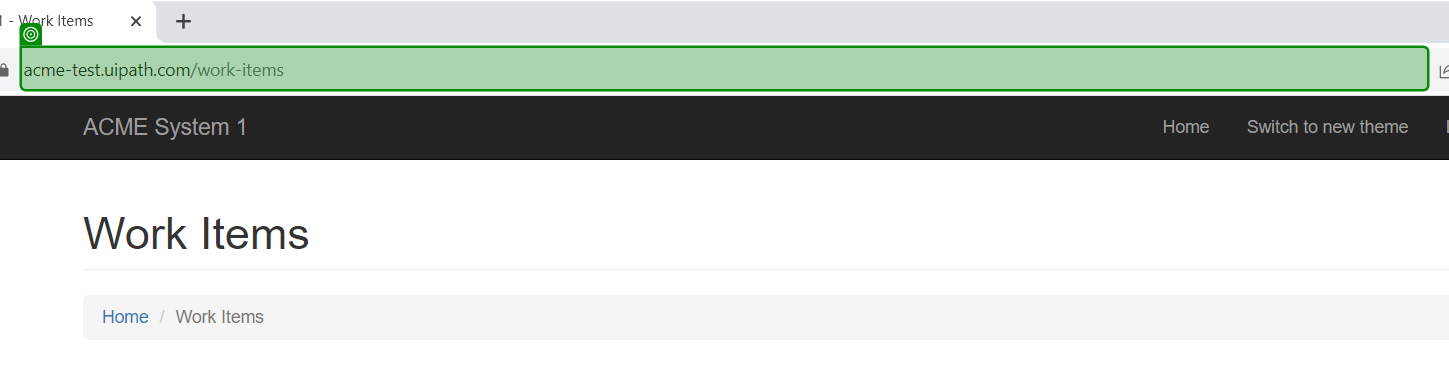 - Work Items
acme-test.uipath.com/work-items
ACME System 1 Home Switch to new theme
Work Items
Home / Work Items